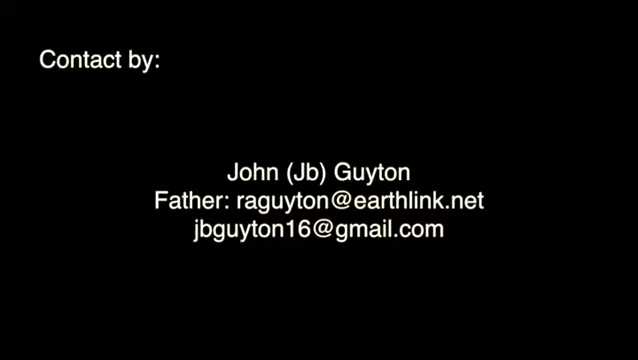 Contact by:
John (Jb) Guyton
Father: raguyton@earthlink.net
jbguyton16@gmail.com